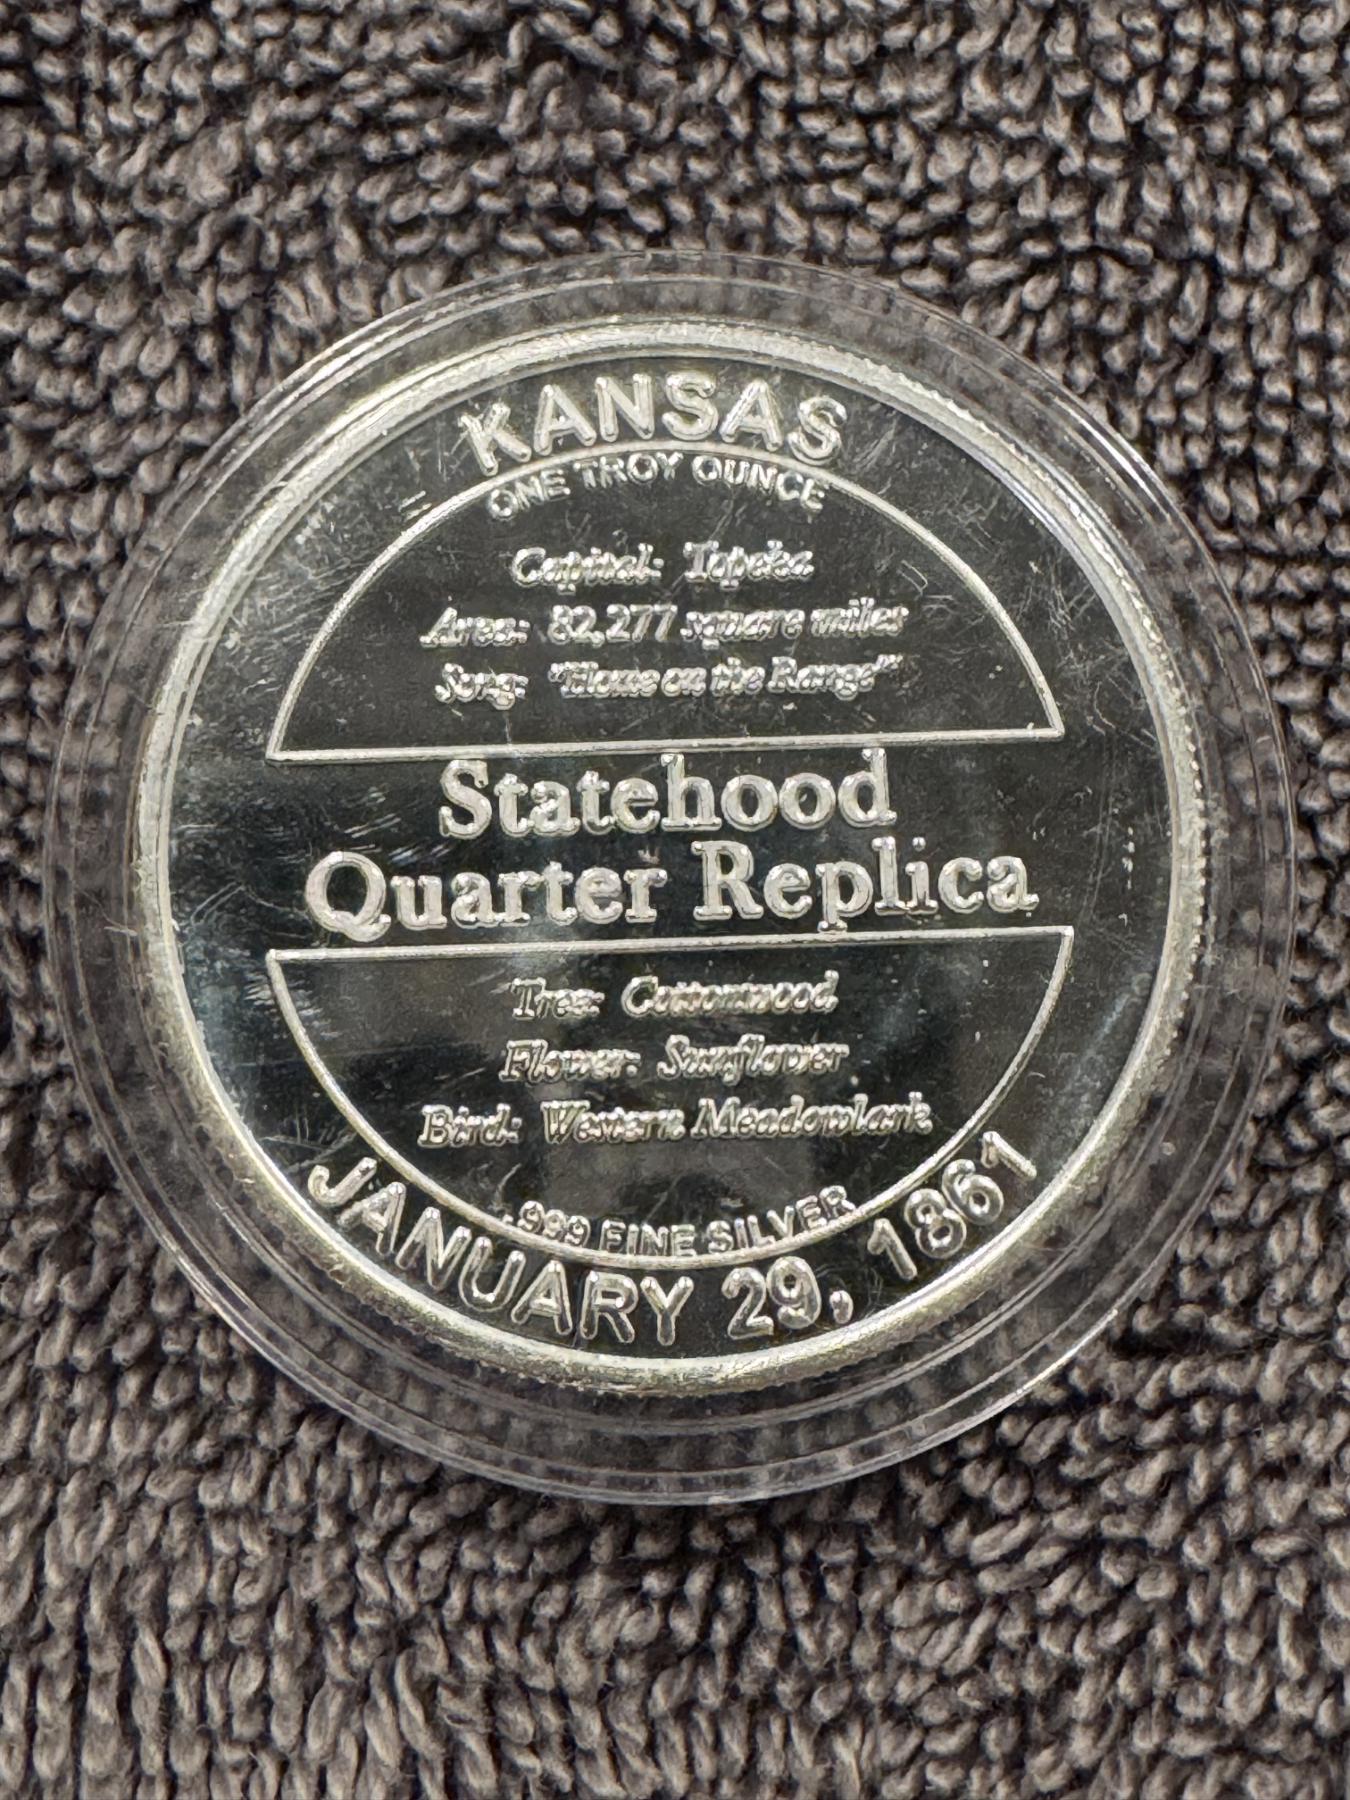 KANSAS
ONE TROY OUNCE
Capital: Topeka
Area: 82,277 square miles
Song: "Home on the Range"
Statehood
Quarter Replica
Tree: Cottonwood
Flower: Sunflower
Bird: Western Meadowlark
.999 FINE SILVER
JANUARY 29, 1861